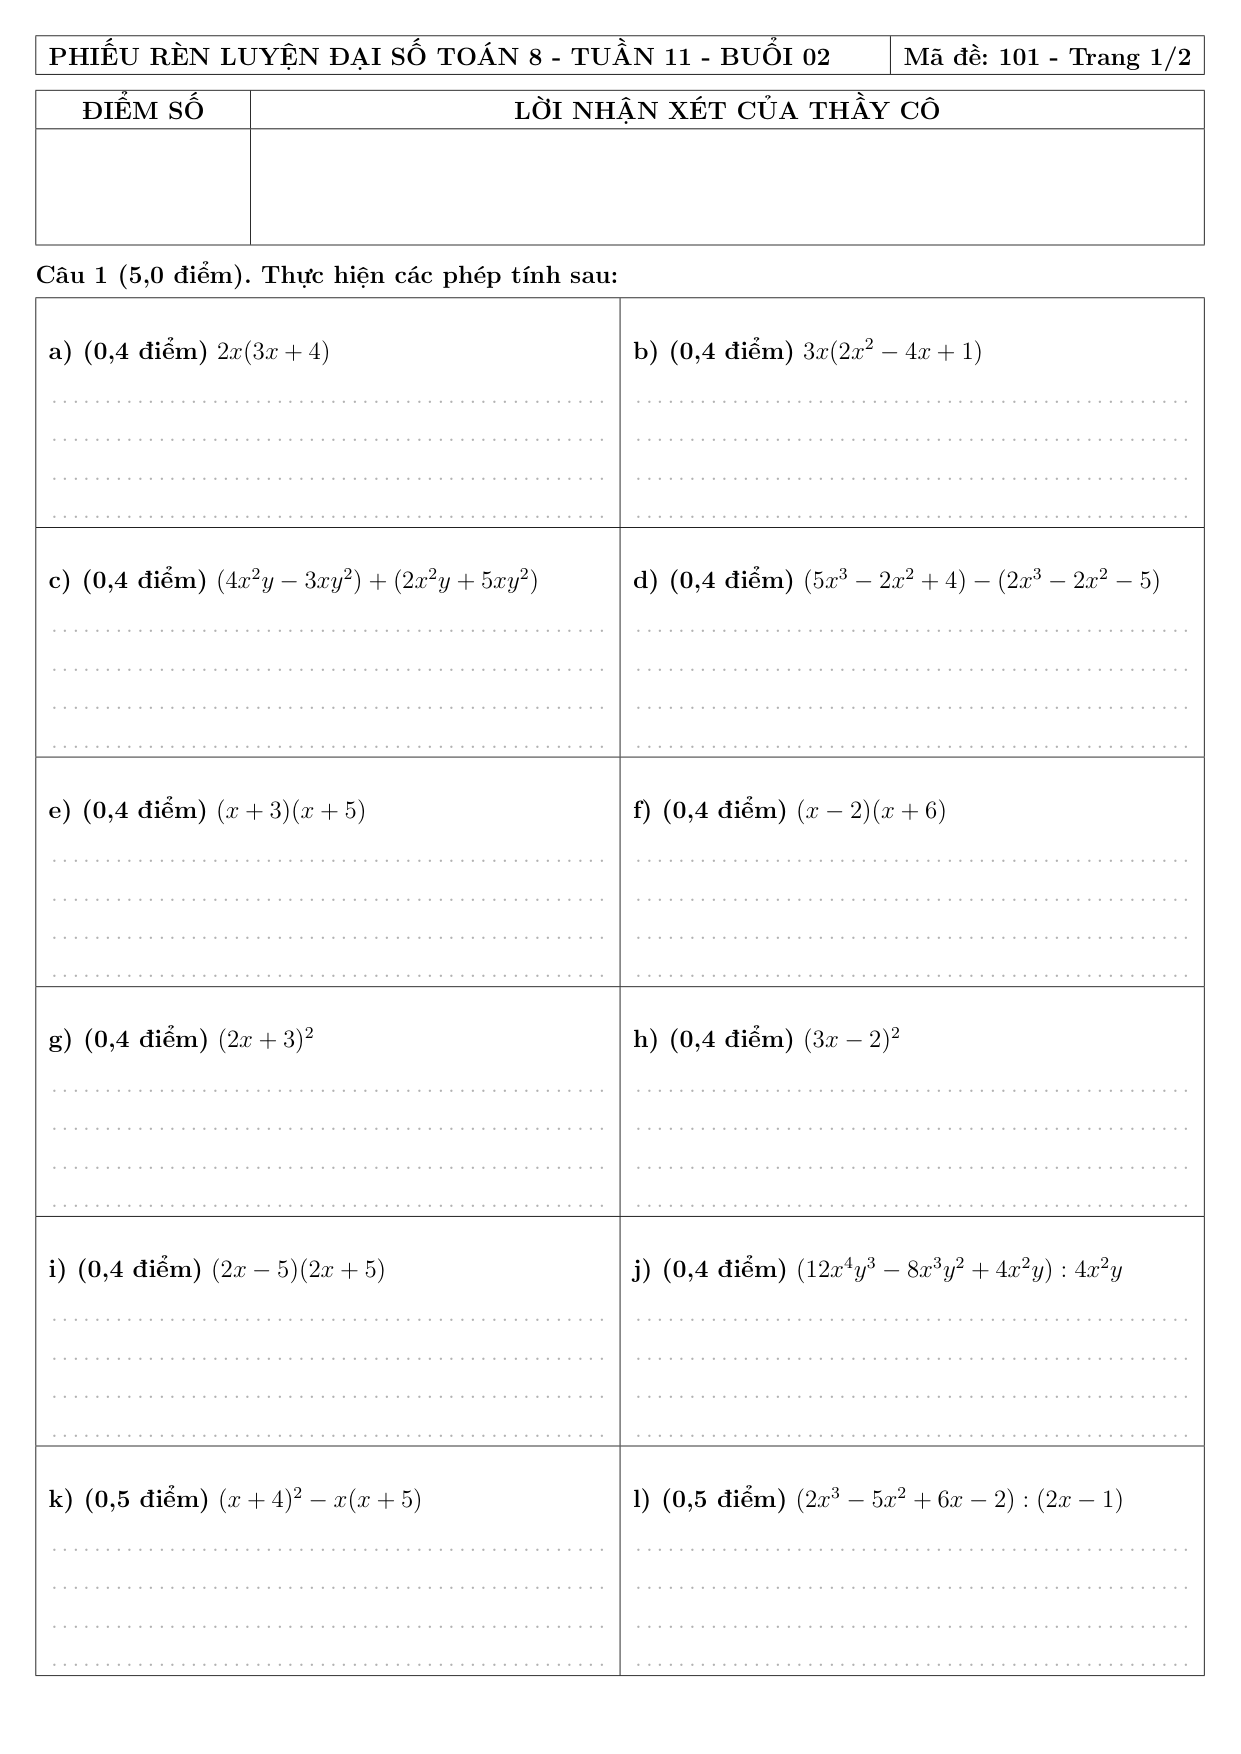 PHIẾU RÈN LUYỆN ĐẠI SỐ TOÁN 8 - TUẦN 11 - BUỔI 02 Mã đề: 101 - Trang 1/2
ĐIỂM SỐ LỜI NHẬN XÉT CỦA THẦY CÔ
Câu 1 (5,0 điểm). Thực hiện các phép tính sau:
a) (0,4 điểm) 2x(3x + 4)
b) (0,4 điểm) 3x(2x² − 4x + 1)
c) (0,4 điểm) (4x²y − 3xy²) + (2x²y + 5xy²)
d) (0,4 điểm) (5x³ − 2x² + 4) − (2x³ − 2x² − 5)
e) (0,4 điểm) (x + 3)(x + 5)
f) (0,4 điểm) (x − 2)(x + 6)
g) (0,4 điểm) (2x + 3)²
h) (0,4 điểm) (3x − 2)²
i) (0,4 điểm) (2x − 5)(2x + 5)
j) (0,4 điểm) (12x⁴y³ − 8x³y² + 4x²y) : 4x²y
k) (0,5 điểm) (x + 4)² − x(x + 5)
l) (0,5 điểm) (2x³ − 5x² + 6x − 2) : (2x − 1)